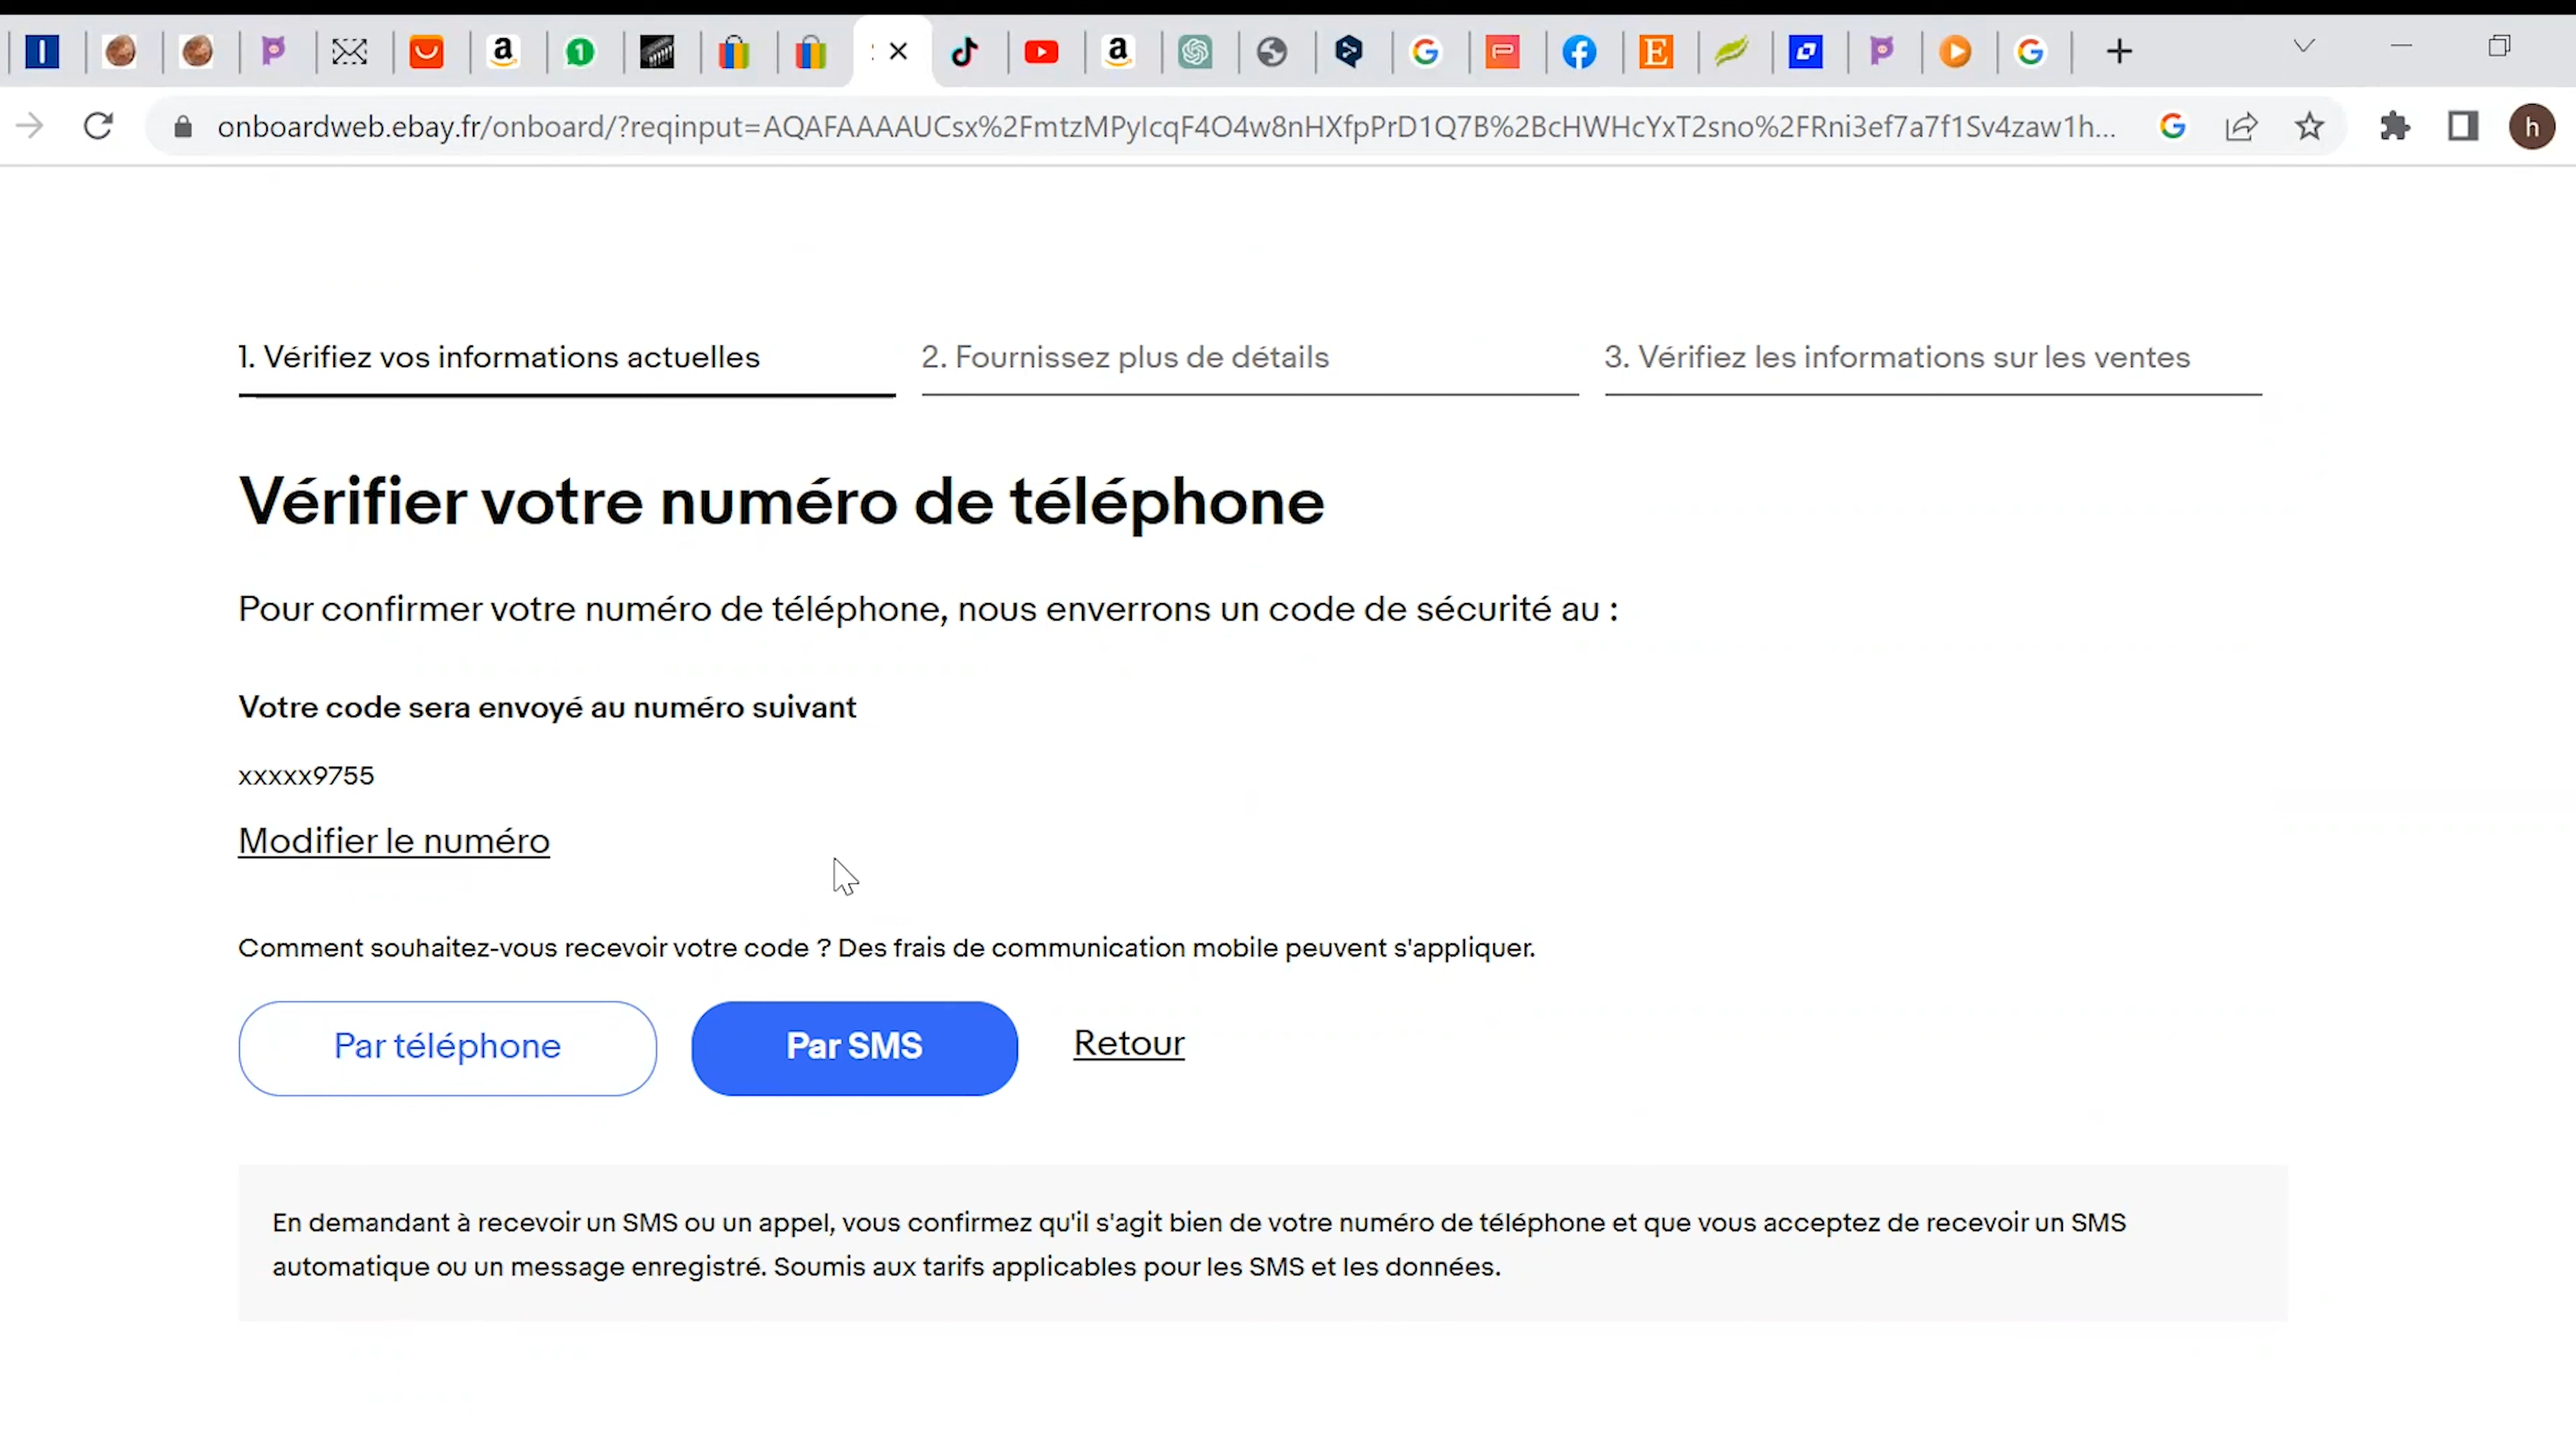 onboardweb.ebay.fr/onboard/?reqinput=AQAFAAAAUCsx%2FmtzMPyIcqF4O4w8nHXfpPrD1Q7B%2BcHWHcYxT2sno%2FRni3ef7a7f1Sv4zaw1h...
h
1. Vérifiez vos informations actuelles
2. Fournissez plus de détails
3. Vérifiez les informations sur les ventes
Vérifier votre numéro de téléphone
Pour confirmer votre numéro de téléphone, nous enverrons un code de sécurité au :
Votre code sera envoyé au numéro suivant
xxxxx9755
Modifier le numéro
Comment souhaitez-vous recevoir votre code ? Des frais de communication mobile peuvent s'appliquer.
Par téléphone
Par SMS
Retour
En demandant à recevoir un SMS ou un appel, vous confirmez qu'il s'agit bien de votre numéro de téléphone et que vous acceptez de recevoir un SMS
automatique ou un message enregistré. Soumis aux tarifs applicables pour les SMS et les données.